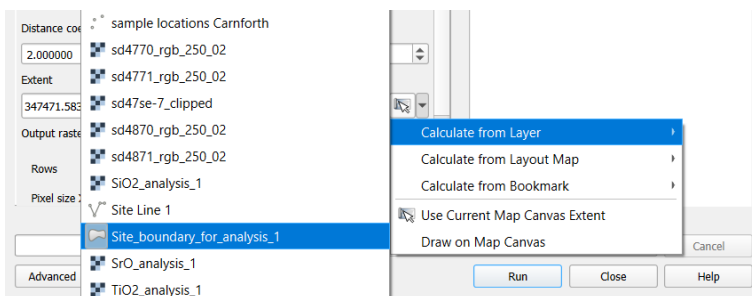 Distance coe
2.000000
Extent
347471.583
Output raste
Rows
Pixel size
Advanced
sample locations Carnforth
sd4770_rgb_250_02
sd4771_rgb_250_02
sd47se-7_clipped
sd4870_rgb_250_02
sd4871_rgb_250_02
SiO2_analysis_1
Site Line 1
Site_boundary_for_analysis_1
SrO_analysis_1
TiO2_analysis_1
Calculate from Layer
Calculate from Layout Map
Calculate from Bookmark
Use Current Map Canvas Extent
Draw on Map Canvas
Cancel
Run
Close
Help